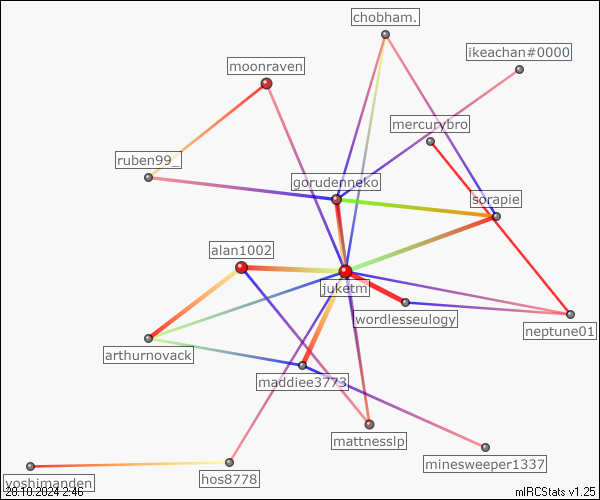 chobham.
ikeachan#0000
moonraven
mercurybro
ruben99_
gorudenneko
sorapie
alan1002
juketm
wordlesseulogy
neptune01
arthurnovack
maddiee3773
mattnesslp
minesweeper1337
hos8778
yoshimanden
20.10.2024 2:46
mIRCStats v1.25